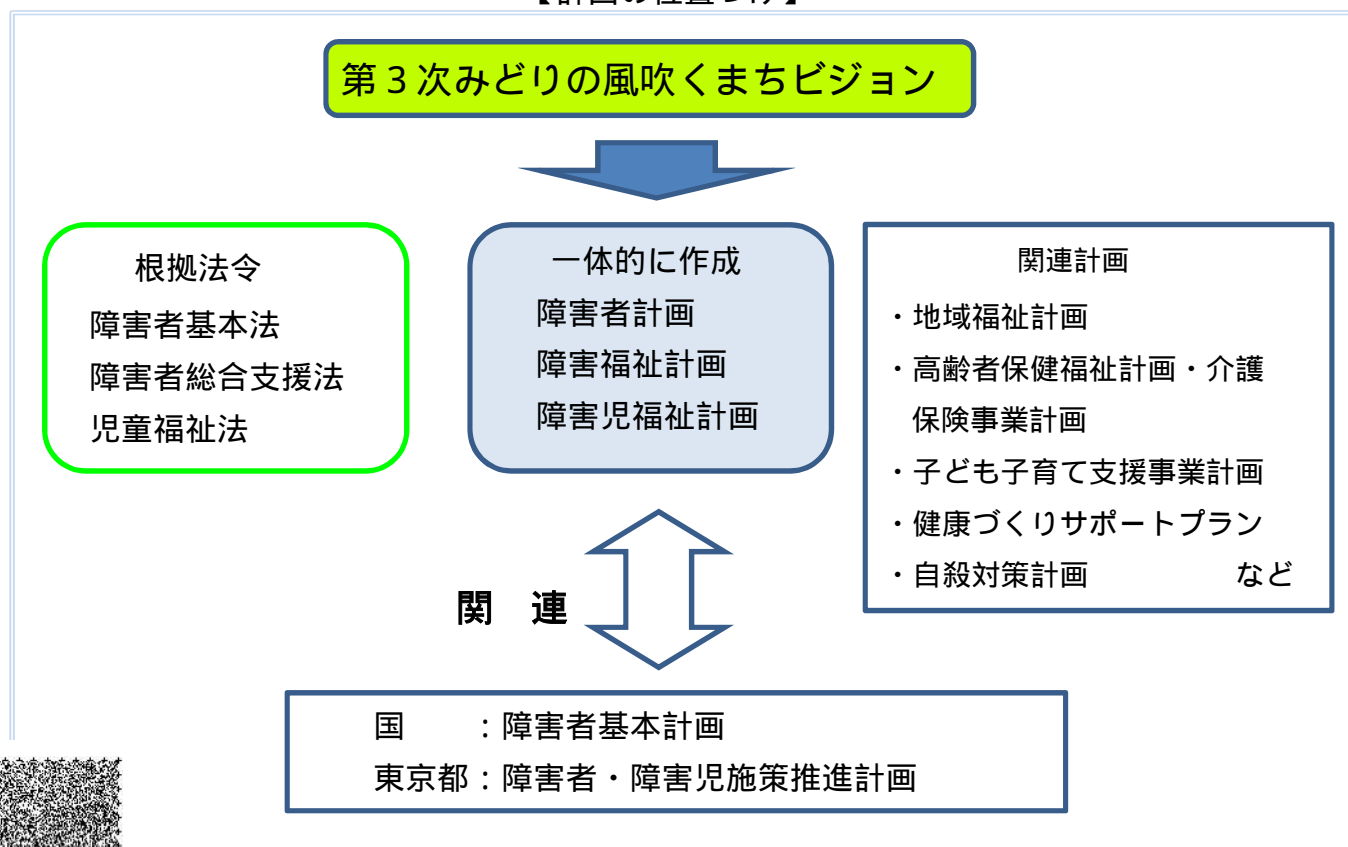 【計画の位置づけ】
第３次みどりの風吹くまちビジョン
根拠法令
障害者基本法
障害者総合支援法
児童福祉法
一体的に作成
障害者計画
障害福祉計画
障害児福祉計画
関連計画
・地域福祉計画
・高齢者保健福祉計画・介護
保険事業計画
・子ども子育て支援事業計画
・健康づくりサポートプラン
・自殺対策計画　　　　　など
関　連
国　　：障害者基本計画
東京都：障害者・障害児施策推進計画